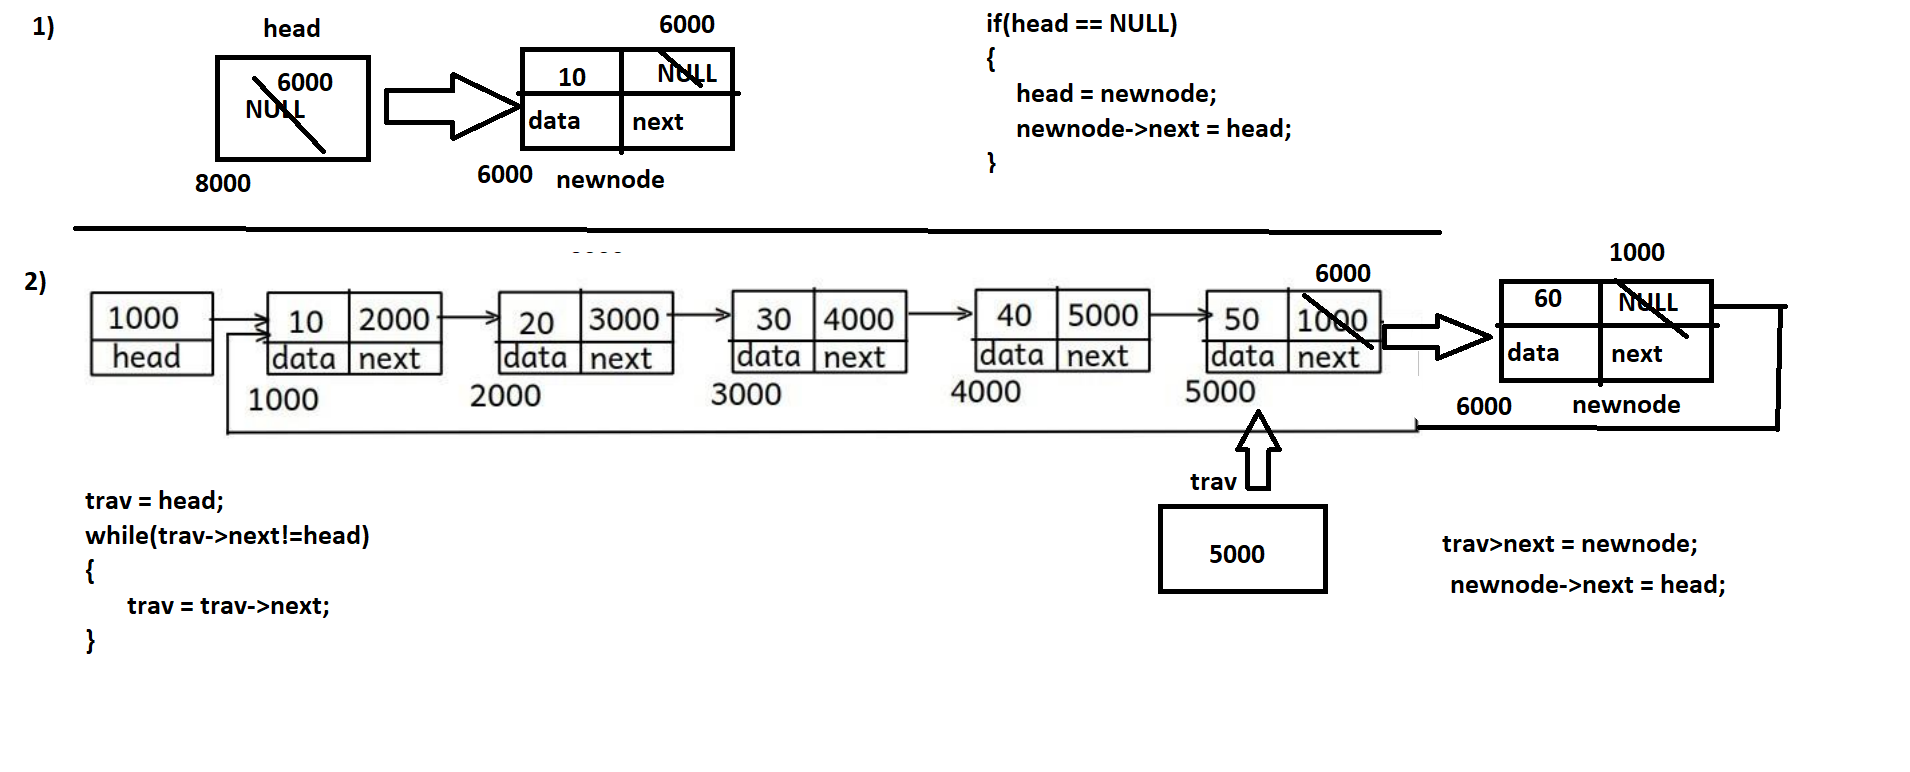 1)
head
6000
NULL
8000
6000
10 NULL
data next
6000 newnode
if(head == NULL)
{
head = newnode;
newnode->next = head;
}
2)
1000
head
10 2000
data next
1000
20 3000
data next
2000
30 4000
data next
3000
40 5000
data next
4000
6000
50 1000
data next
5000
1000
60 NULL
data next
6000 newnode
trav
5000
trav = head;
while(trav->next!=head)
{
trav = trav->next;
}
trav>next = newnode;
newnode->next = head;